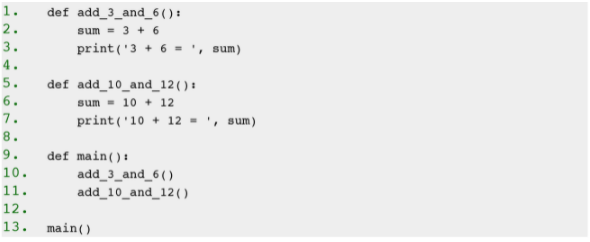 1. def add_3_and_6():
2.     sum = 3 + 6
3.     print('3 + 6 = ', sum)
4.
5. def add_10_and_12():
6.     sum = 10 + 12
7.     print('10 + 12 = ', sum)
8.
9. def main():
10.     add_3_and_6()
11.     add_10_and_12()
12.
13. main()